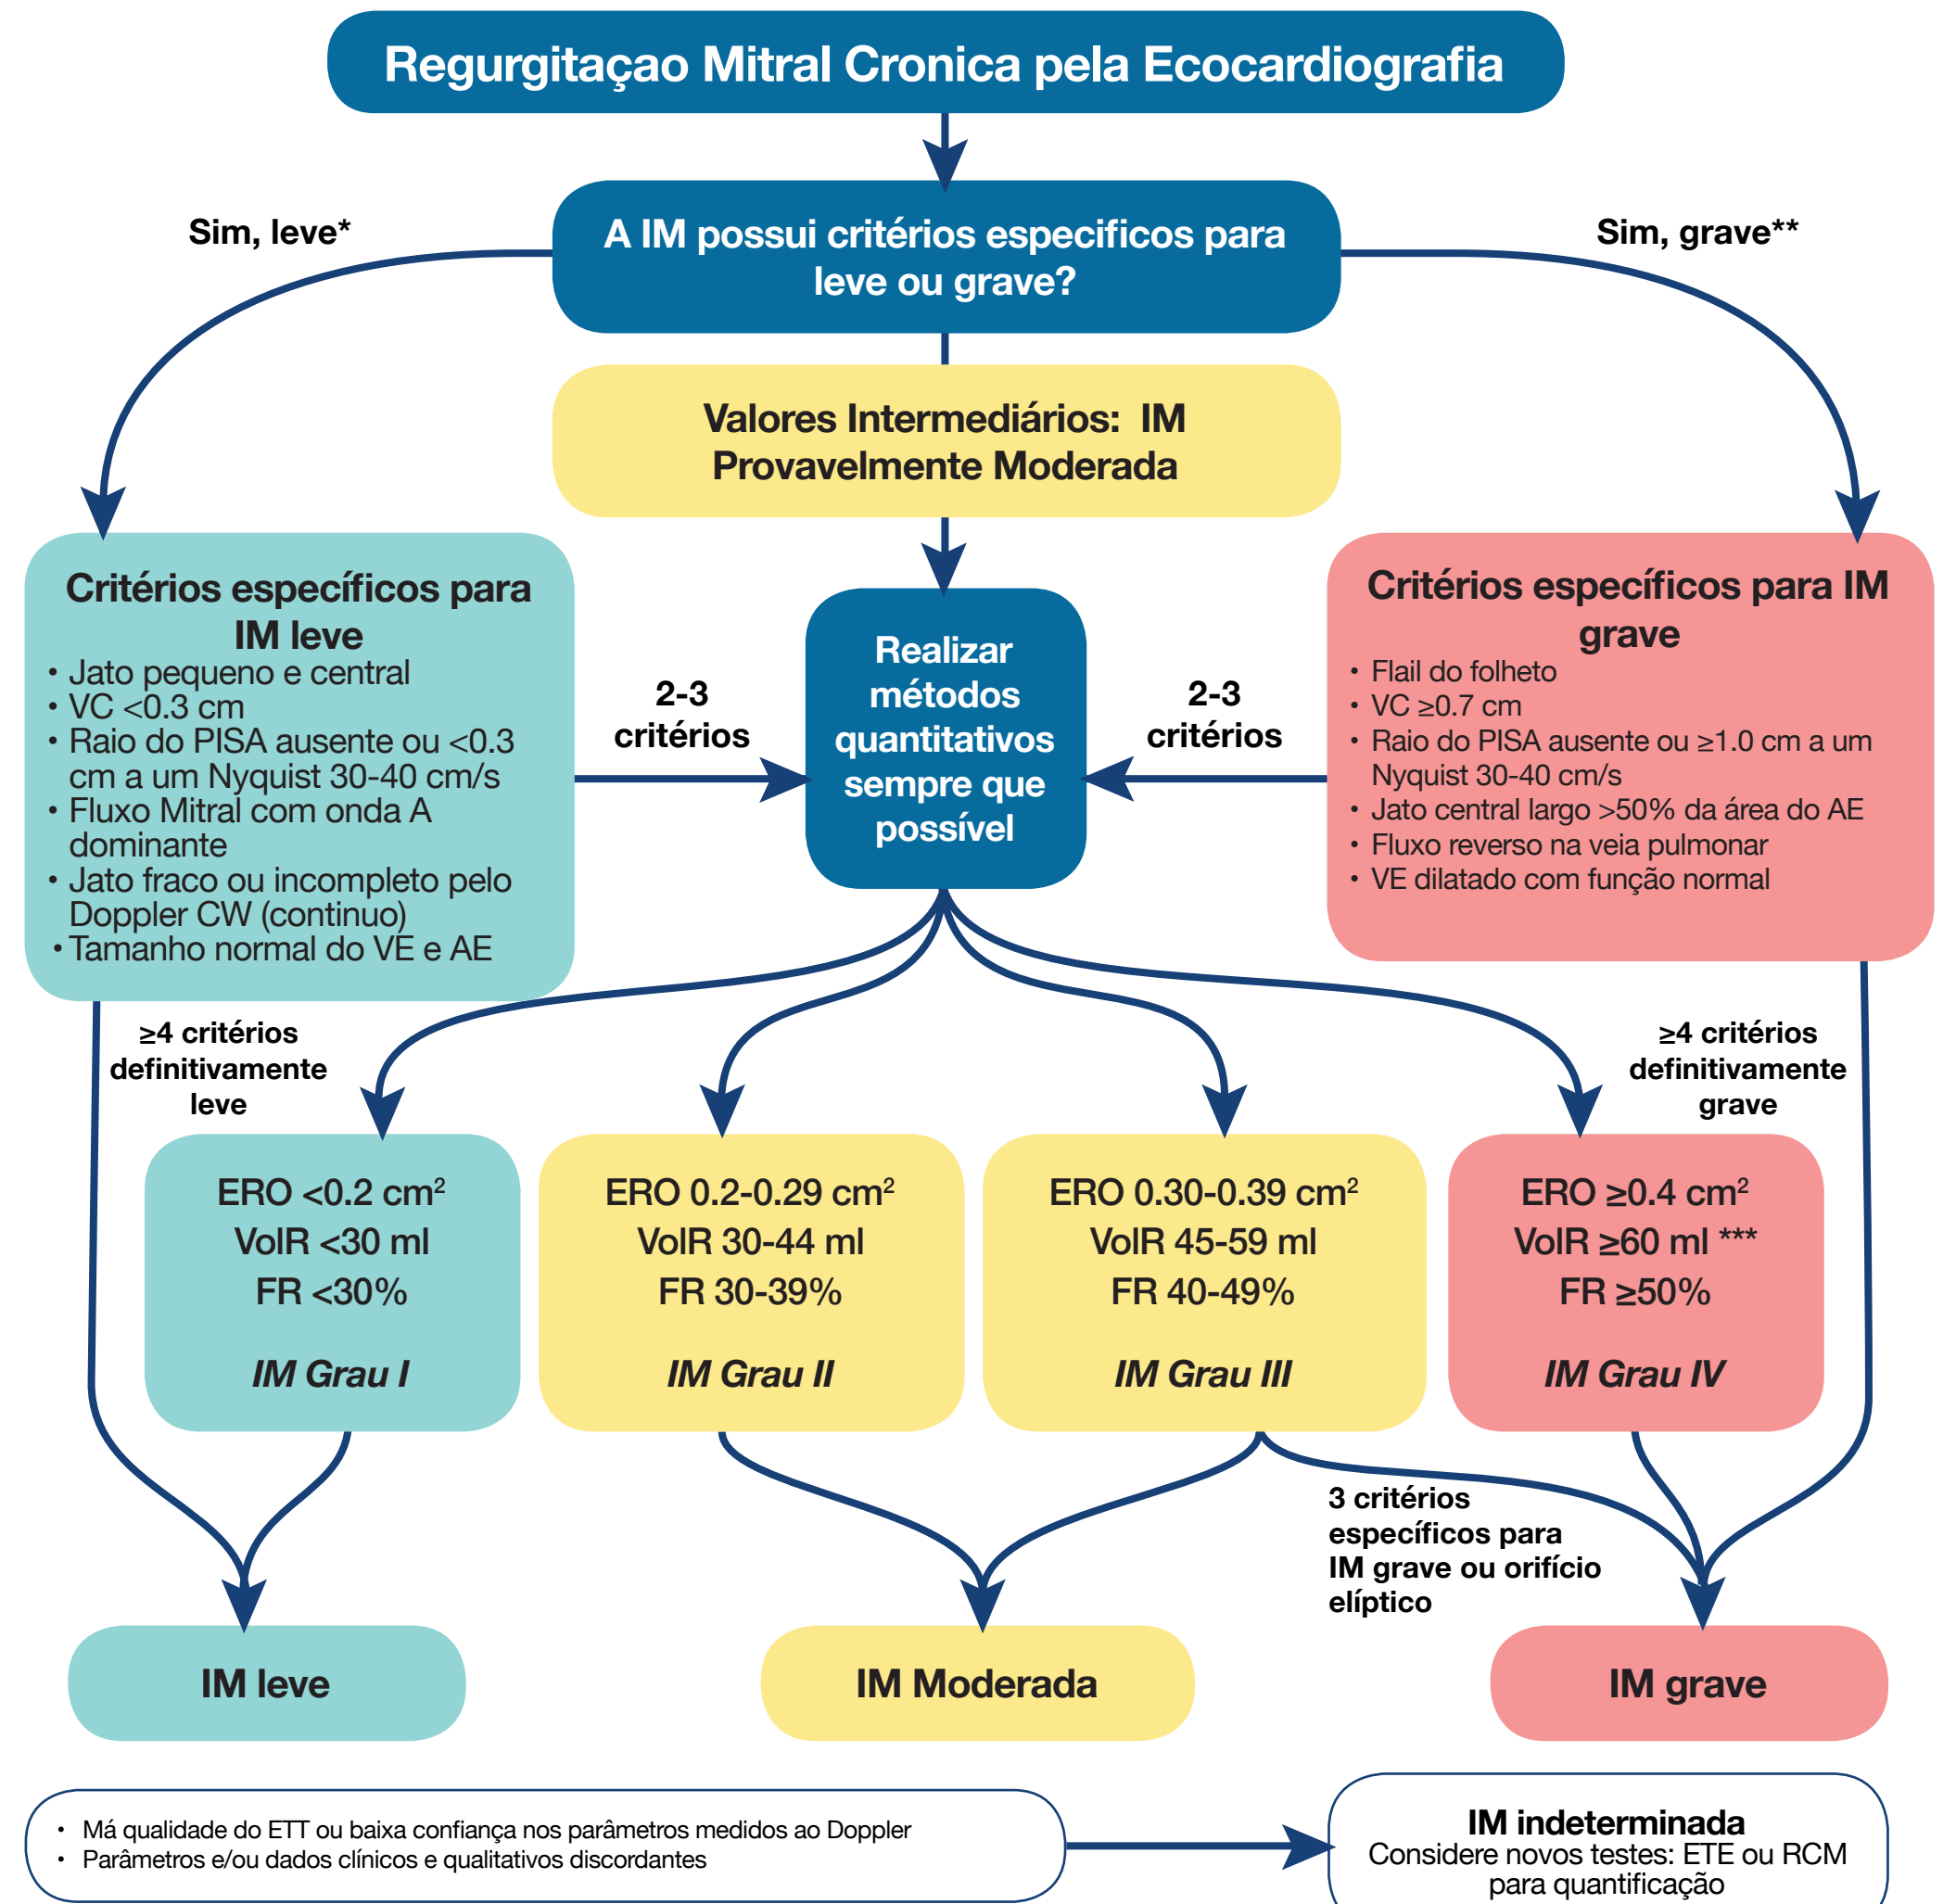 Regurgitaçao Mitral Cronica pela Ecocardiografia
Sim, leve*
A IM possui critérios especificos para
leve ou grave?
Sim, grave**
Valores Intermediários: IM
Provavelmente Moderada
Critérios específicos para
IM leve
• Jato pequeno e central
• VC <0.3 cm
• Raio do PISA ausente ou <0.3
cm a um Nyquist 30-40 cm/s
• Fluxo Mitral com onda A
dominante
• Jato fraco ou incompleto pelo
Doppler CW (continuo)
• Tamanho normal do VE e AE
2-3
critérios
Realizar
métodos
quantitativos
sempre que
possível
2-3
critérios
Critérios específicos para IM
grave
• Flail do folheto
• VC ≥0.7 cm
• Raio do PISA ausente ou ≥1.0 cm a um
Nyquist 30-40 cm/s
• Jato central largo >50% da área do AE
• Fluxo reverso na veia pulmonar
• VE dilatado com função normal
≥4 critérios
definitivamente
leve
≥4 critérios
definitivamente
grave
ERO <0.2 cm²
VolR <30 ml
FR <30%
IM Grau I
ERO 0.2-0.29 cm²
VolR 30-44 ml
FR 30-39%
IM Grau II
ERO 0.30-0.39 cm²
VolR 45-59 ml
FR 40-49%
IM Grau III
ERO ≥0.4 cm²
VolR ≥60 ml ***
FR ≥50%
IM Grau IV
3 critérios
específicos para
IM grave ou orifício
elíptico
IM leve
IM Moderada
IM grave
• Má qualidade do ETT ou baixa confiança nos parâmetros medidos ao Doppler
• Parâmetros e/ou dados clínicos e qualitativos discordantes
IM indeterminada
Considere novos testes: ETE ou RCM
para quantificação